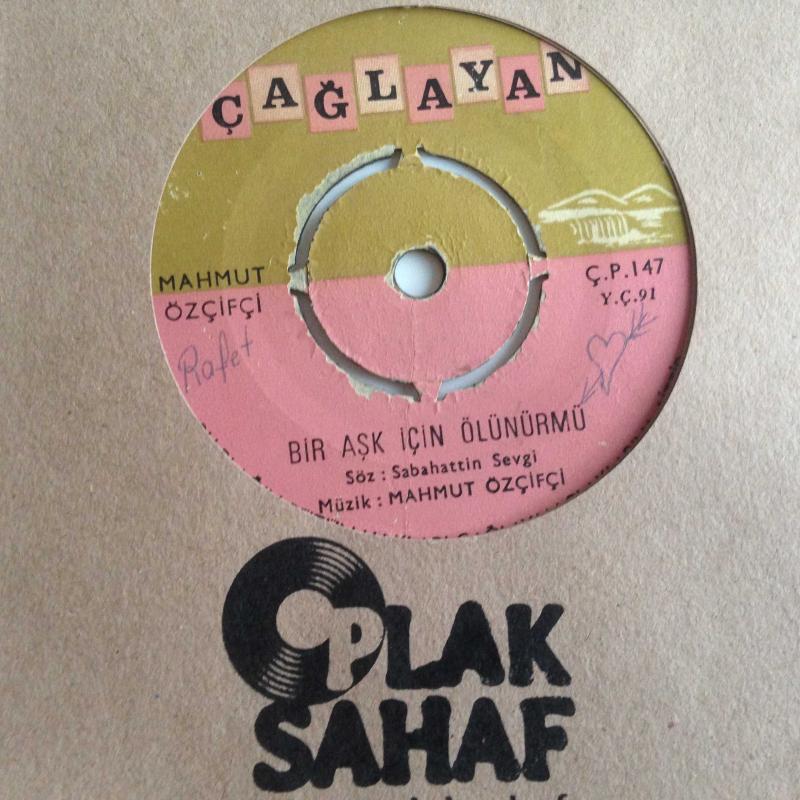 ÇAĞLAYAN
MAHMUT
ÖZÇİFÇİ
Ç.P.147
Y.Ç.91
Rafet
BİR AŞK İÇİN ÖLÜNÜRMÜ
Söz : Sabahattin Sevgi
Müzik : MAHMUT ÖZÇİFÇİ
PLAK
SAHAF